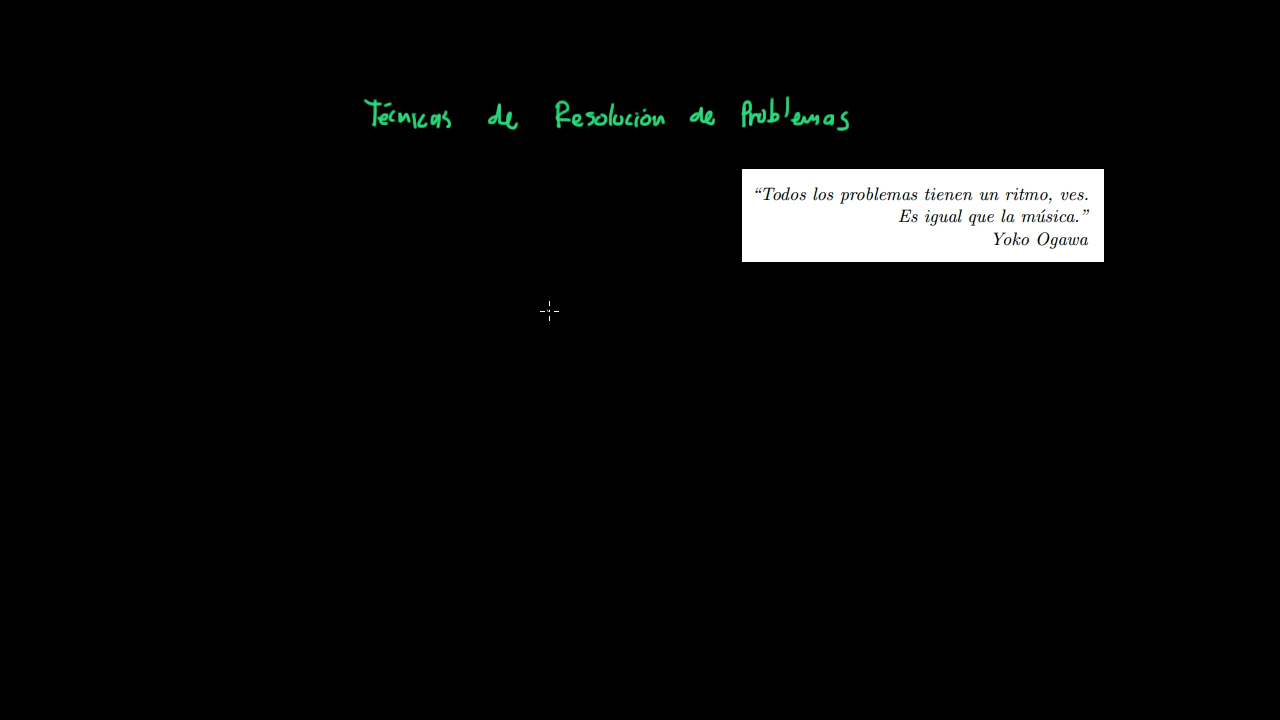 Técnicas de Resolución de Problemas
“Todos los problemas tienen un ritmo, ves.
Es igual que la música.”
Yoko Ogawa